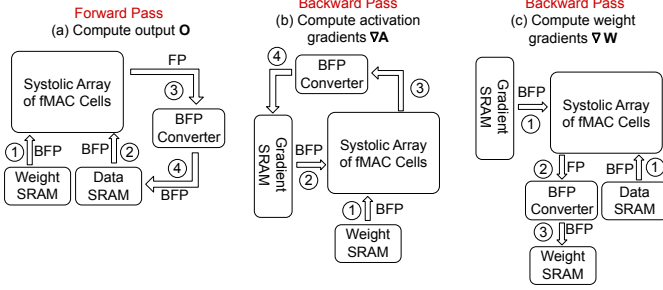 Forward Pass
(a) Compute output O
Systolic Array
of fMAC Cells
FP
3
BFP
Converter
1
BFP
BFP
2
4
BFP
Weight
SRAM
Data
SRAM
Backward Pass
(b) Compute activation
gradients ∇A
4
BFP
Converter
3
Gradient
SRAM
BFP
2
Systolic Array
of fMAC Cells
1
BFP
Weight
SRAM
Backward Pass
(c) Compute weight
gradients ∇ W
Gradient
SRAM
BFP
1
Systolic Array
of fMAC Cells
2
FP
BFP
1
BFP
Converter
Data
SRAM
3
BFP
Weight
SRAM